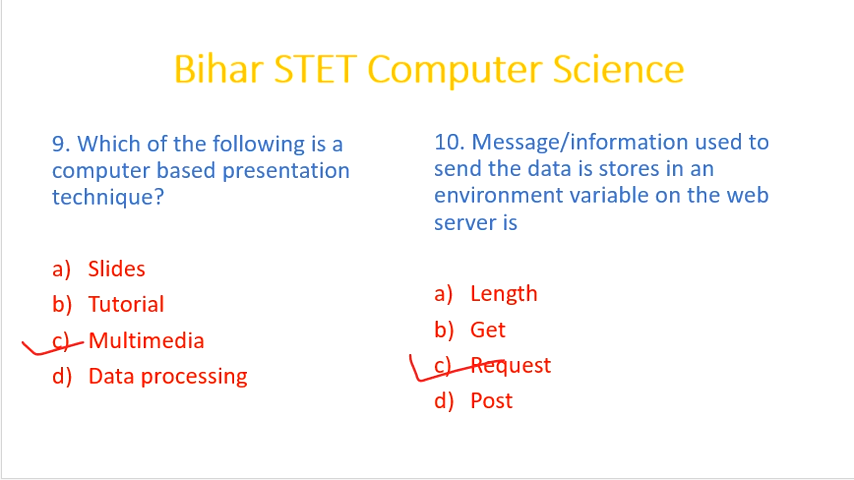 Bihar STET Computer Science
9. Which of the following is a
computer based presentation
technique?
a) Slides
b) Tutorial
c) Multimedia
d) Data processing
10. Message/information used to
send the data is stores in an
environment variable on the web
server is
a) Length
b) Get
c) Request
d) Post